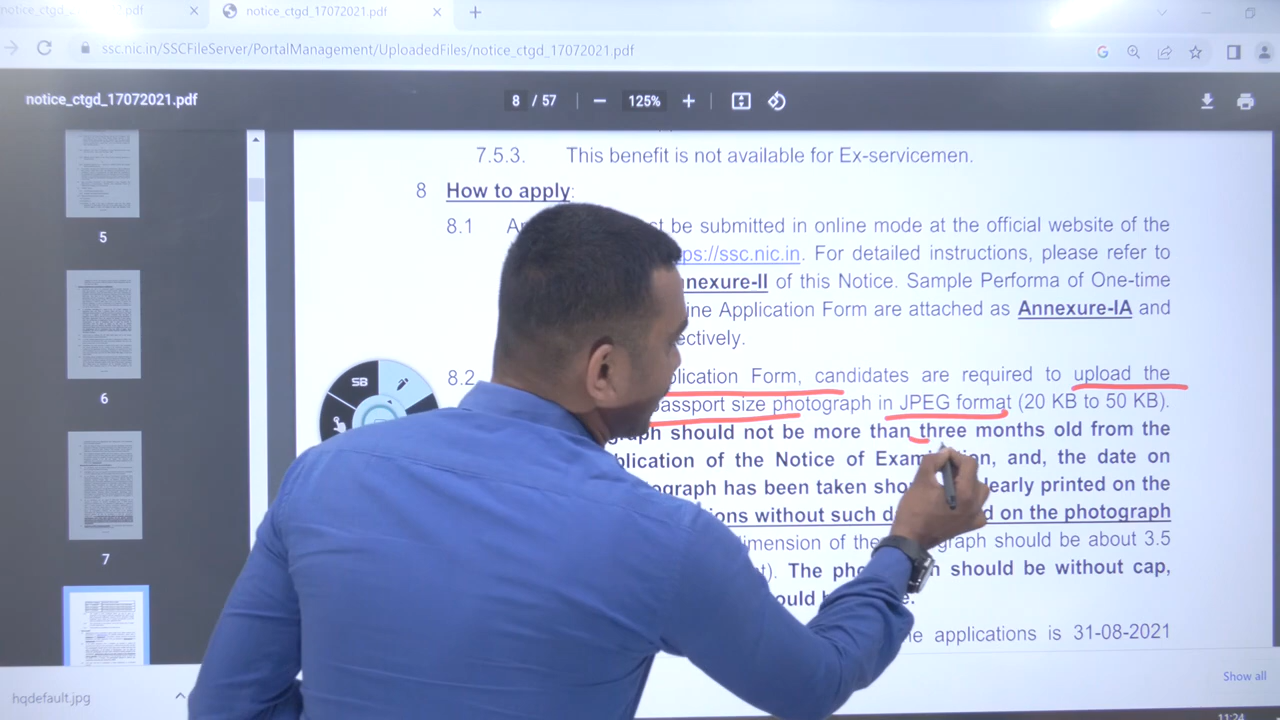 notice_ctgd_ pdf
notice_ctgd_17072021.pdf
ssc.nic.in/SSCFileServer/PortalManagement/UploadedFiles/notice_ctgd_17072021.pdf
notice_ctgd_17072021.pdf
8 / 57
125%
7.5.3. This benefit is not available for Ex-servicemen.
8 How to apply:
8.1 be submitted in online mode at the official website of the
ps://ssc.nic.in. For detailed instructions, please refer to
nexure-II of this Notice. Sample Performa of One-time
ine Application Form are attached as Annexure-IA and
ectively.
8.2 plication Form, candidates are required to upload the
passport size photograph in JPEG format (20 KB to 50 KB).
graph should not be more than three months old from the
blication of the Notice of Exam on, and, the date on
ograph has been taken sho learly printed on the
ions without such d d on the photograph
imension of the graph should be about 3.5
t). The pho h should be without cap,
ould b e.
e applications is 31-08-2021
5
6
7
SB
hqdefault.jpg
Show all
11:24